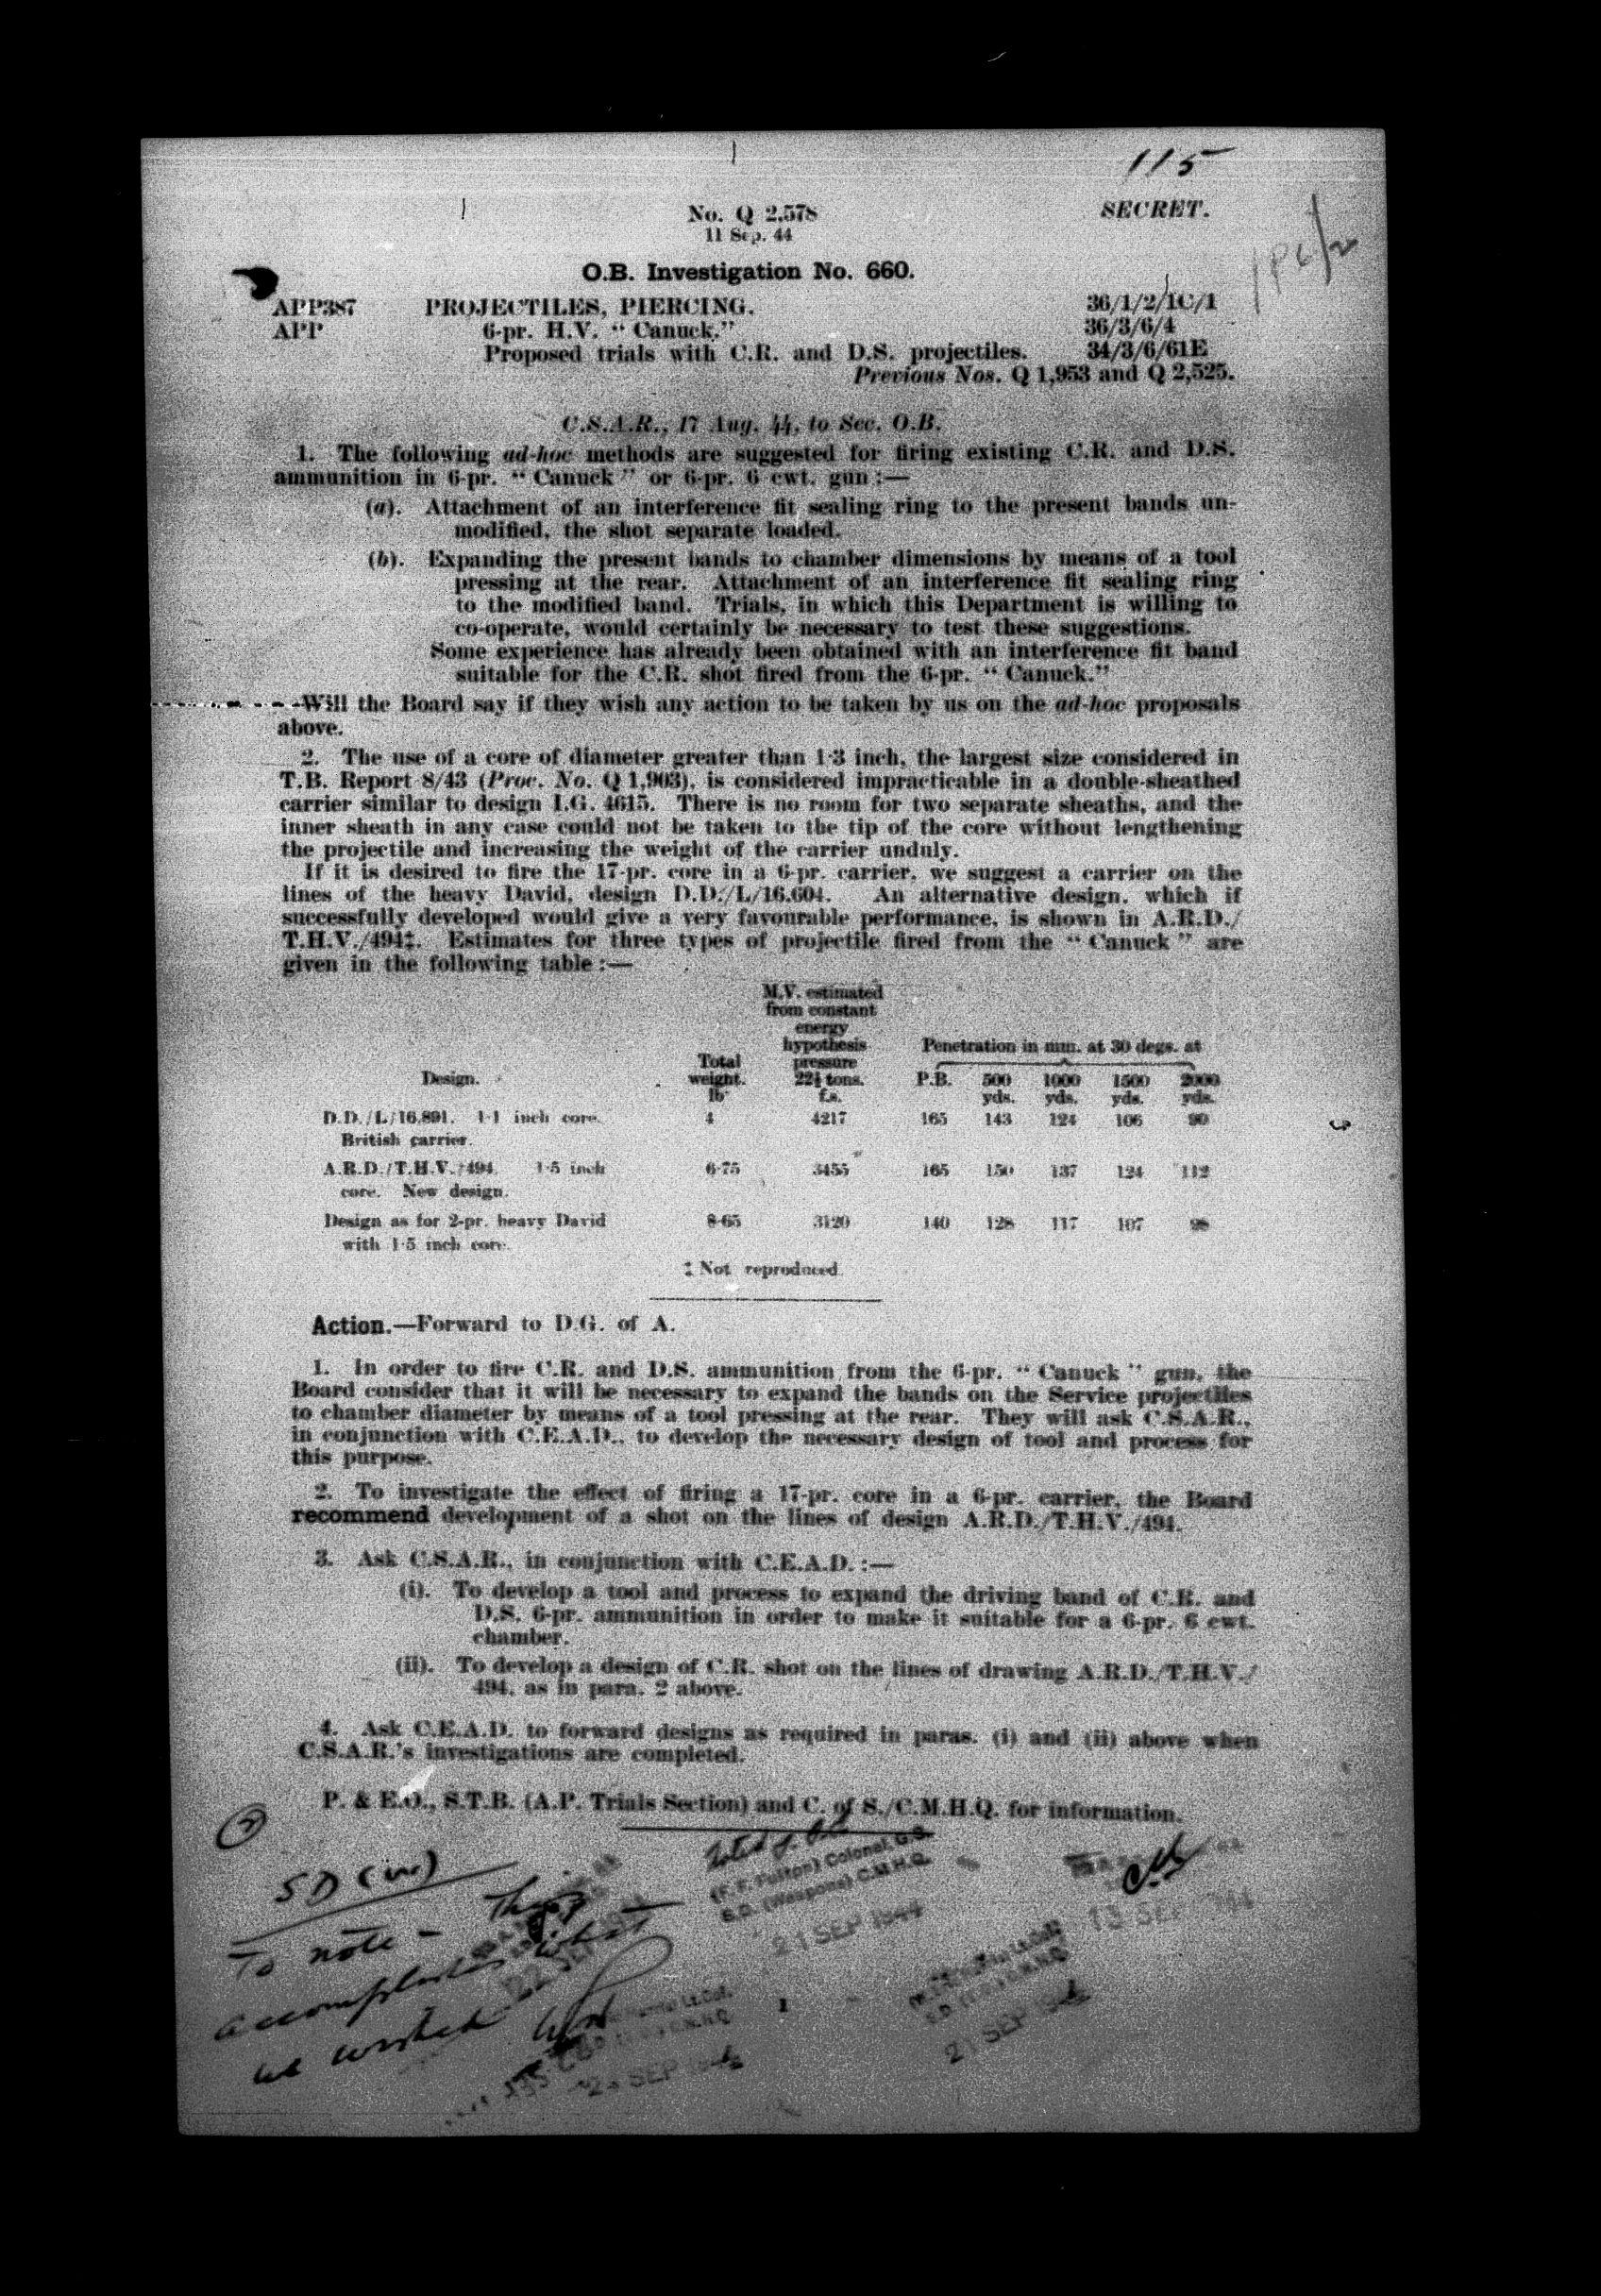 115
No. Q 2,578
SECRET.
11 Sep. 44
O.B. Investigation No. 660.
APP387 PROJECTILES, PIERCING. 36/1/2/1C/1
APP 6-pr. H.V. “ Canuck.” 36/3/6/4
Proposed trials with C.R. and D.S. projectiles. 34/3/6/61E
Previous Nos. Q 1,953 and Q 2,525.
C.S.A.R., 17 Aug. 44, to Sec. O.B.
1. The following ad-hoc methods are suggested for firing existing C.R. and D.S.
ammunition in 6-pr. “ Canuck ” or 6-pr. 6 cwt. gun :—
(a). Attachment of an interference fit sealing ring to the present bands un-
modified, the shot separate loaded.
(b). Expanding the present bands to chamber dimensions by means of a tool
pressing at the rear. Attachment of an interference fit sealing ring
to the modified band. Trials, in which this Department is willing to
co-operate, would certainly be necessary to test these suggestions.
Some experience has already been obtained with an interference fit band
suitable for the C.R. shot fired from the 6-pr. “ Canuck.”
Will the Board say if they wish any action to be taken by us on the ad-hoc proposals
above.
2. The use of a core of diameter greater than 1·3 inch, the largest size considered in
T.B. Report 8/43 (Proc. No. Q 1,903), is considered impracticable in a double-sheathed
carrier similar to design I.G. 4615. There is no room for two separate sheaths, and the
inner sheath in any case could not be taken to the tip of the core without lengthening
the projectile and increasing the weight of the carrier unduly.
If it is desired to fire the 17-pr. core in a 6-pr. carrier, we suggest a carrier on the
lines of the heavy David, design D.D./L/16,604. An alternative design, which if
successfully developed would give a very favourable performance, is shown in A.R.D./
T.H.V./494‡. Estimates for three types of projectile fired from the “ Canuck ” are
given in the following table :—
M.V. estimated
from constant
energy
hypothesis Penetration in mm. at 30 degs. at
Total pressure
Design. weight. 22½ tons. P.B. 500 1000 1500 2000
lb f.s. yds. yds. yds. yds.
D.D./L/16,891. 1·1 inch core. 4 4217 165 143 124 106 90
British carrier.
A.R.D./T.H.V./494 1·5 inch 6·75 3455 165 150 137 124 112
core. New design.
Design as for 2-pr. heavy David 8·65 3120 140 128 117 107 98
with 1·5 inch core.
‡ Not reproduced
Action.—Forward to D.G. of A.
1. In order to fire C.R. and D.S. ammunition from the 6-pr. “ Canuck ” gun, the
Board consider that it will be necessary to expand the bands on the Service projectiles
to chamber diameter by means of a tool pressing at the rear. They will ask C.S.A.R.,
in conjunction with C.E.A.D., to develop the necessary design of tool and process for
this purpose.
2. To investigate the effect of firing a 17-pr. core in a 6-pr. carrier, the Board
recommend development of a shot on the lines of design A.R.D./T.H.V./494.
3. Ask C.S.A.R., in conjunction with C.E.A.D. :—
(i). To develop a tool and process to expand the driving band of C.R. and
D.S. 6-pr. ammunition in order to make it suitable for a 6-pr. 6 cwt.
chamber.
(ii). To develop a design of C.R. shot on the lines of drawing A.R.D./T.H.V./
494, as in para. 2 above.
4. Ask C.E.A.D. to forward designs as required in paras. (i) and (ii) above when
C.S.A.R.'s investigations are completed.
P. & E.O., S.T.B. (A.P. Trials Section) and C. of S./C.M.H.Q. for information.
SD (W)
(F. F. Fulton) Colonel, G.S.
S.D. (Weapons) C.M.H.Q.
21 SEP 1944
13 SEP
To note - This
accomplishes what
we wished
Lt.Col.
21 SEP
SEP 1944